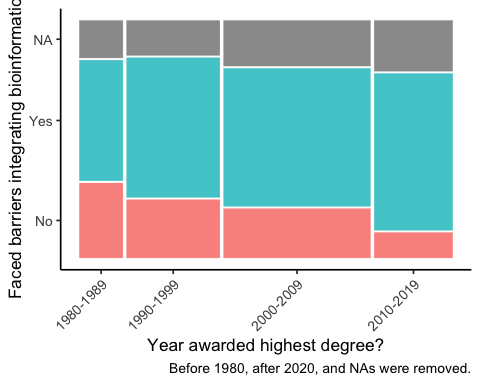 Faced barriers integrating bioinformatic
NA
Yes
No
1980-1989
1990-1999
2000-2009
2010-2019
Year awarded highest degree?
Before 1980, after 2020, and NAs were removed.